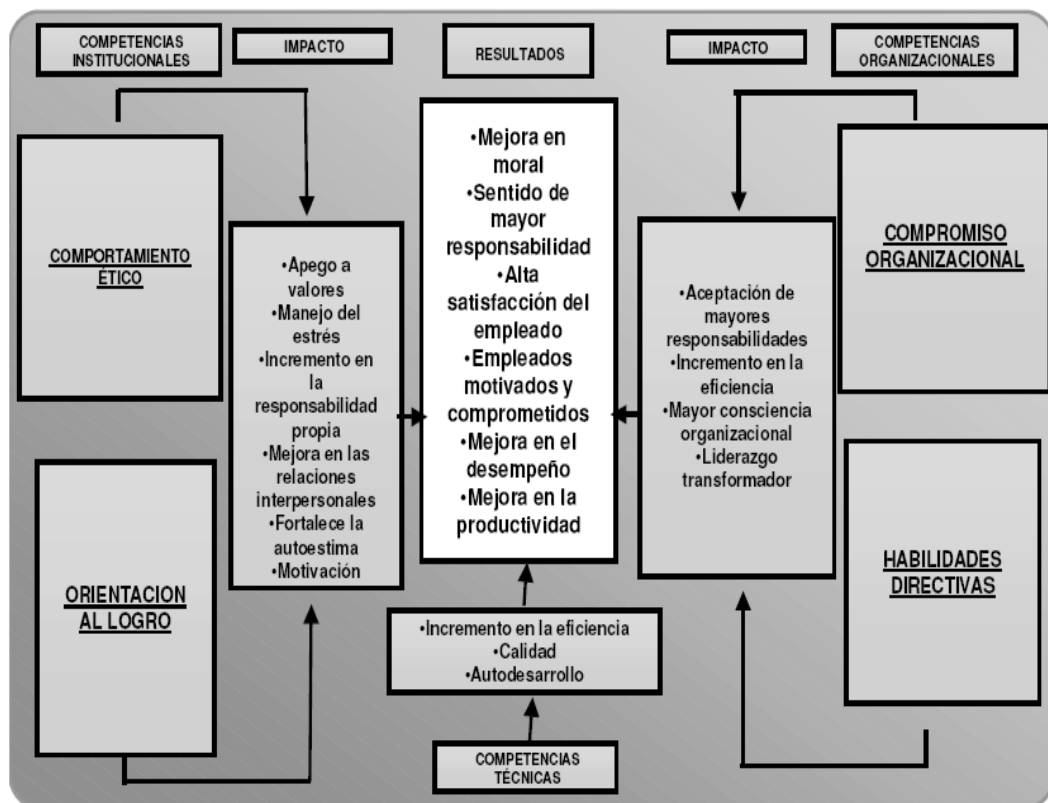 COMPETENCIAS
INSTITUCIONALES
IMPACTO
RESULTADOS
IMPACTO
COMPETENCIAS
ORGANIZACIONALES
COMPORTAMIENTO
ÉTICO
ORIENTACION
AL LOGRO
•Apego a
valores
•Manejo del
estrés
•Incremento en
la
responsabilidad
propia
•Mejora en las
relaciones
interpersonales
•Fortalece la
autoestima
•Motivación
•Mejora en
moral
•Sentido de
mayor
responsabilidad
•Alta
satisfacción del
empleado
•Empleados
motivados y
comprometidos
•Mejora en el
desempeño
•Mejora en la
productividad
•Incremento en la eficiencia
•Calidad
•Autodesarrollo
COMPETENCIAS
TÉCNICAS
•Aceptación de
mayores
responsabilidades
•Incremento en la
eficiencia
•Mayor consciencia
organizacional
•Liderazgo
transformador
COMPROMISO
ORGANIZACIONAL
HABILIDADES
DIRECTIVAS